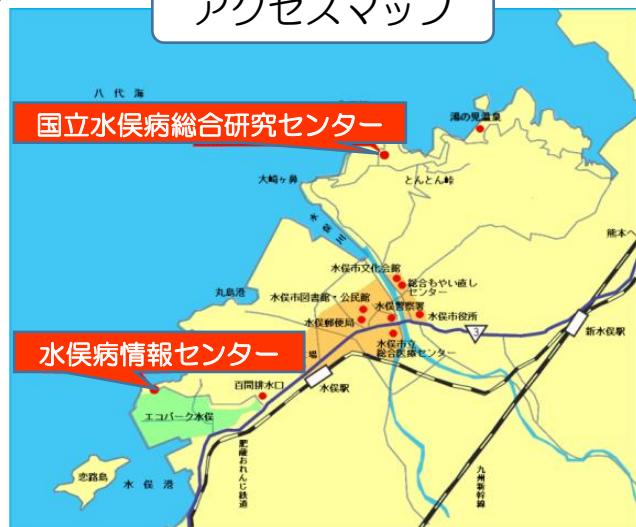 アクセスマップ
八代海
国立水俣病総合研究センター
湯の児温泉
大崎ヶ鼻
とんとん峠
水俣川
熊本へ
水俣市文化会館
総合もやい直し
センター
丸島港
水俣市図書館・公民館
水俣警察署
水俣市役所
水俣郵便局
3
新水俣駅
水俣市立
総合医療センター
水俣病情報センター
場
百間排水口
水俣駅
エコパーク水俣
恋路島
水俣港
肥薩おれんじ鉄道
九州新幹線